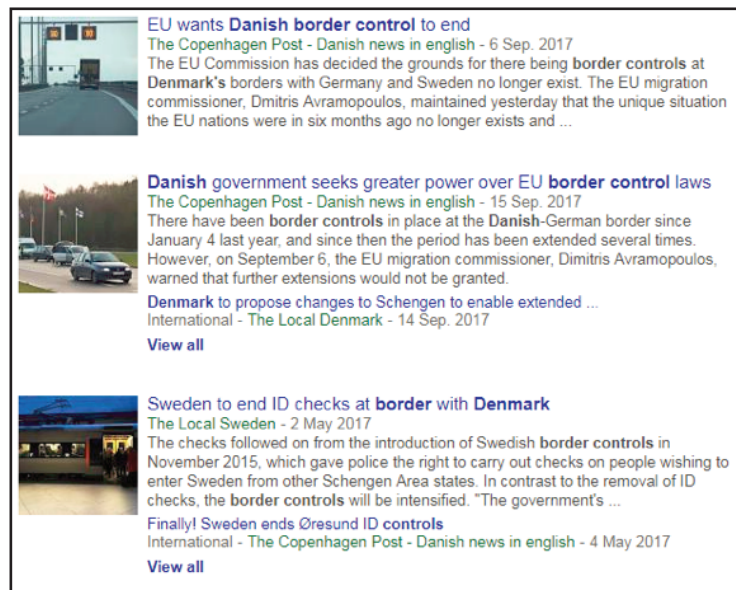 EU wants Danish border control to end
The Copenhagen Post - Danish news in english - 6 Sep. 2017
The EU Commission has decided the grounds for there being border controls at
Denmark's borders with Germany and Sweden no longer exist. The EU migration
commissioner, Dmitris Avramopoulos, maintained yesterday that the unique situation
the EU nations were in six months ago no longer exists and ...
Danish government seeks greater power over EU border control laws
The Copenhagen Post - Danish news in english - 15 Sep. 2017
There have been border controls in place at the Danish-German border since
January 4 last year, and since then the period has been extended several times.
However, on September 6, the EU migration commissioner, Dimitris Avramopoulos,
warned that further extensions would not be granted.
Denmark to propose changes to Schengen to enable extended ...
International - The Local Denmark - 14 Sep. 2017
View all
Sweden to end ID checks at border with Denmark
The Local Sweden - 2 May 2017
The checks followed on from the introduction of Swedish border controls in
November 2015, which gave police the right to carry out checks on people wishing to
enter Sweden from other Schengen Area states. In contrast to the removal of ID
checks, the border controls will be intensified. "The government's ...
Finally! Sweden ends Øresund ID controls
International - The Copenhagen Post - Danish news in english - 4 May 2017
View all